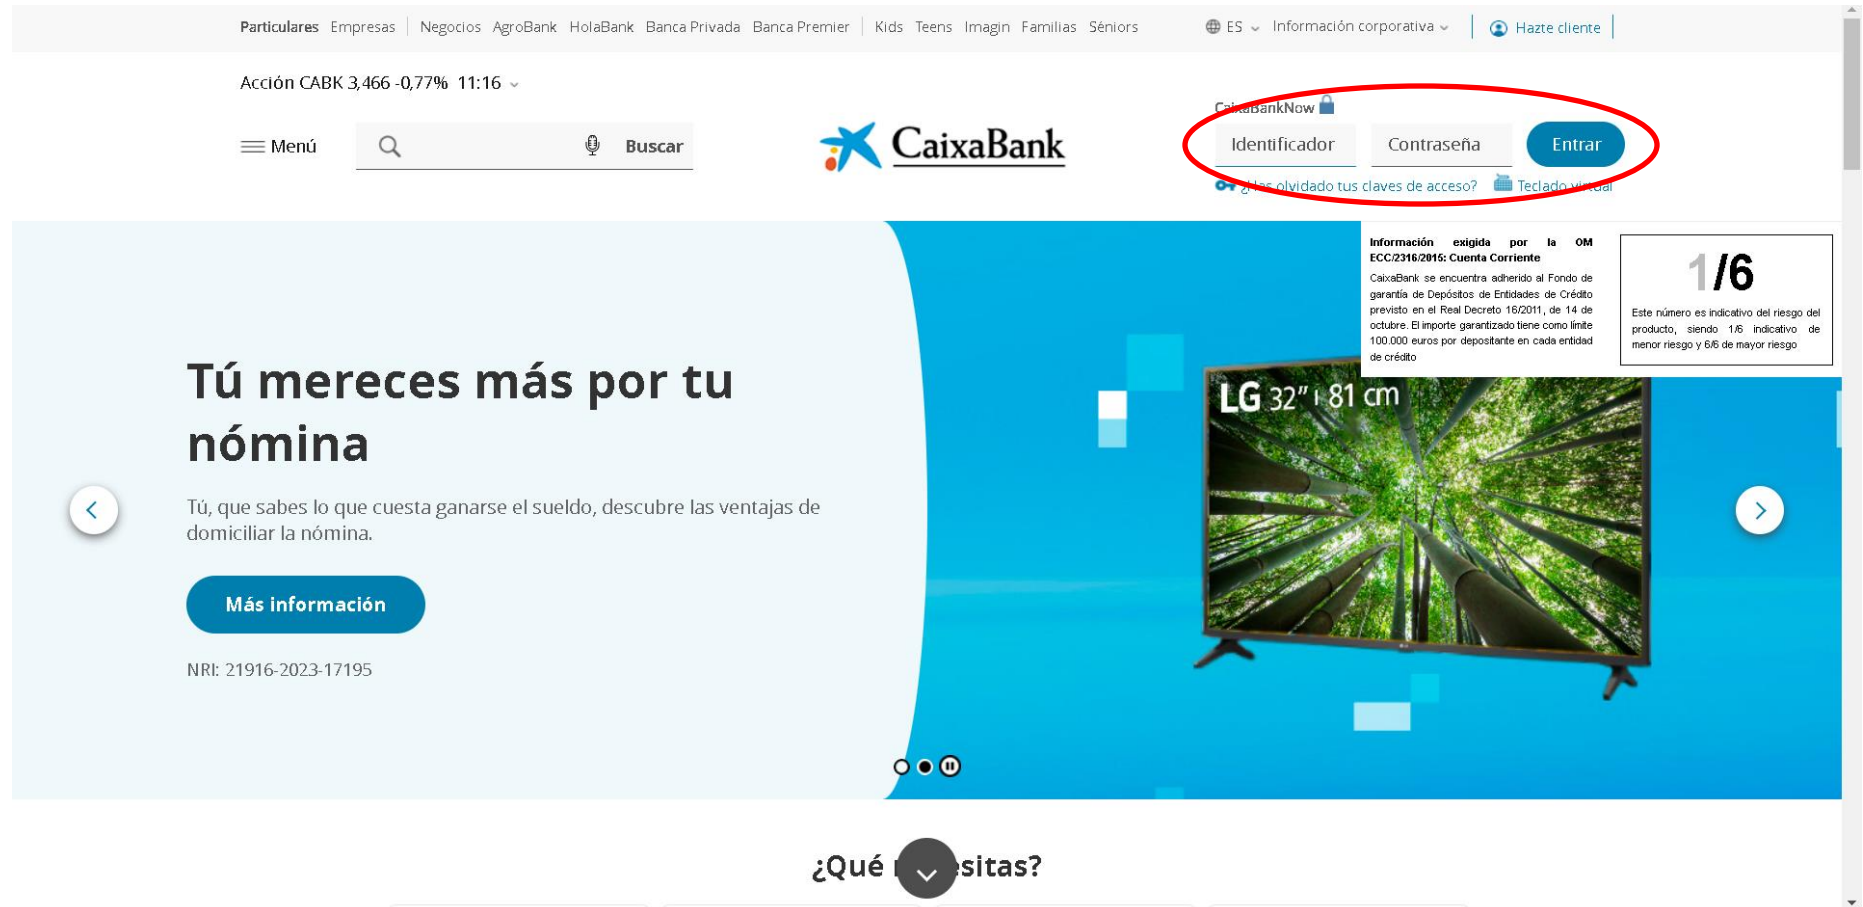 Particulares Empresas Negocios AgroBank HolaBank Banca Privada Banca Premier Kids Teens Imagin Familias Séniors ES Información corporativa Hazte cliente
Acción CABK 3,466 -0,77% 11:16
CaixaBankNow
Menú Buscar CaixaBank Identificador Contraseña Entrar
¿Has olvidado tus claves de acceso? Teclado virtual
Información exigida por la OM
ECC/2316/2015: Cuenta Corriente
CaixaBank se encuentra adherido al Fondo de
garantía de Depósitos de Entidades de Crédito
previsto en el Real Decreto 16/2011, de 14 de
octubre. El importe garantizado tiene como límite
100.000 euros por depositante en cada entidad
de crédito
1/6
Este número es indicativo del riesgo del
producto, siendo 1/6 indicativo de
menor riesgo y 6/6 de mayor riesgo
Tú mereces más por tu
nómina
LG 32" | 81 cm
Tú, que sabes lo que cuesta ganarse el sueldo, descubre las ventajas de
domiciliar la nómina.
Más información
NRI: 21916-2023-17195
¿Qué